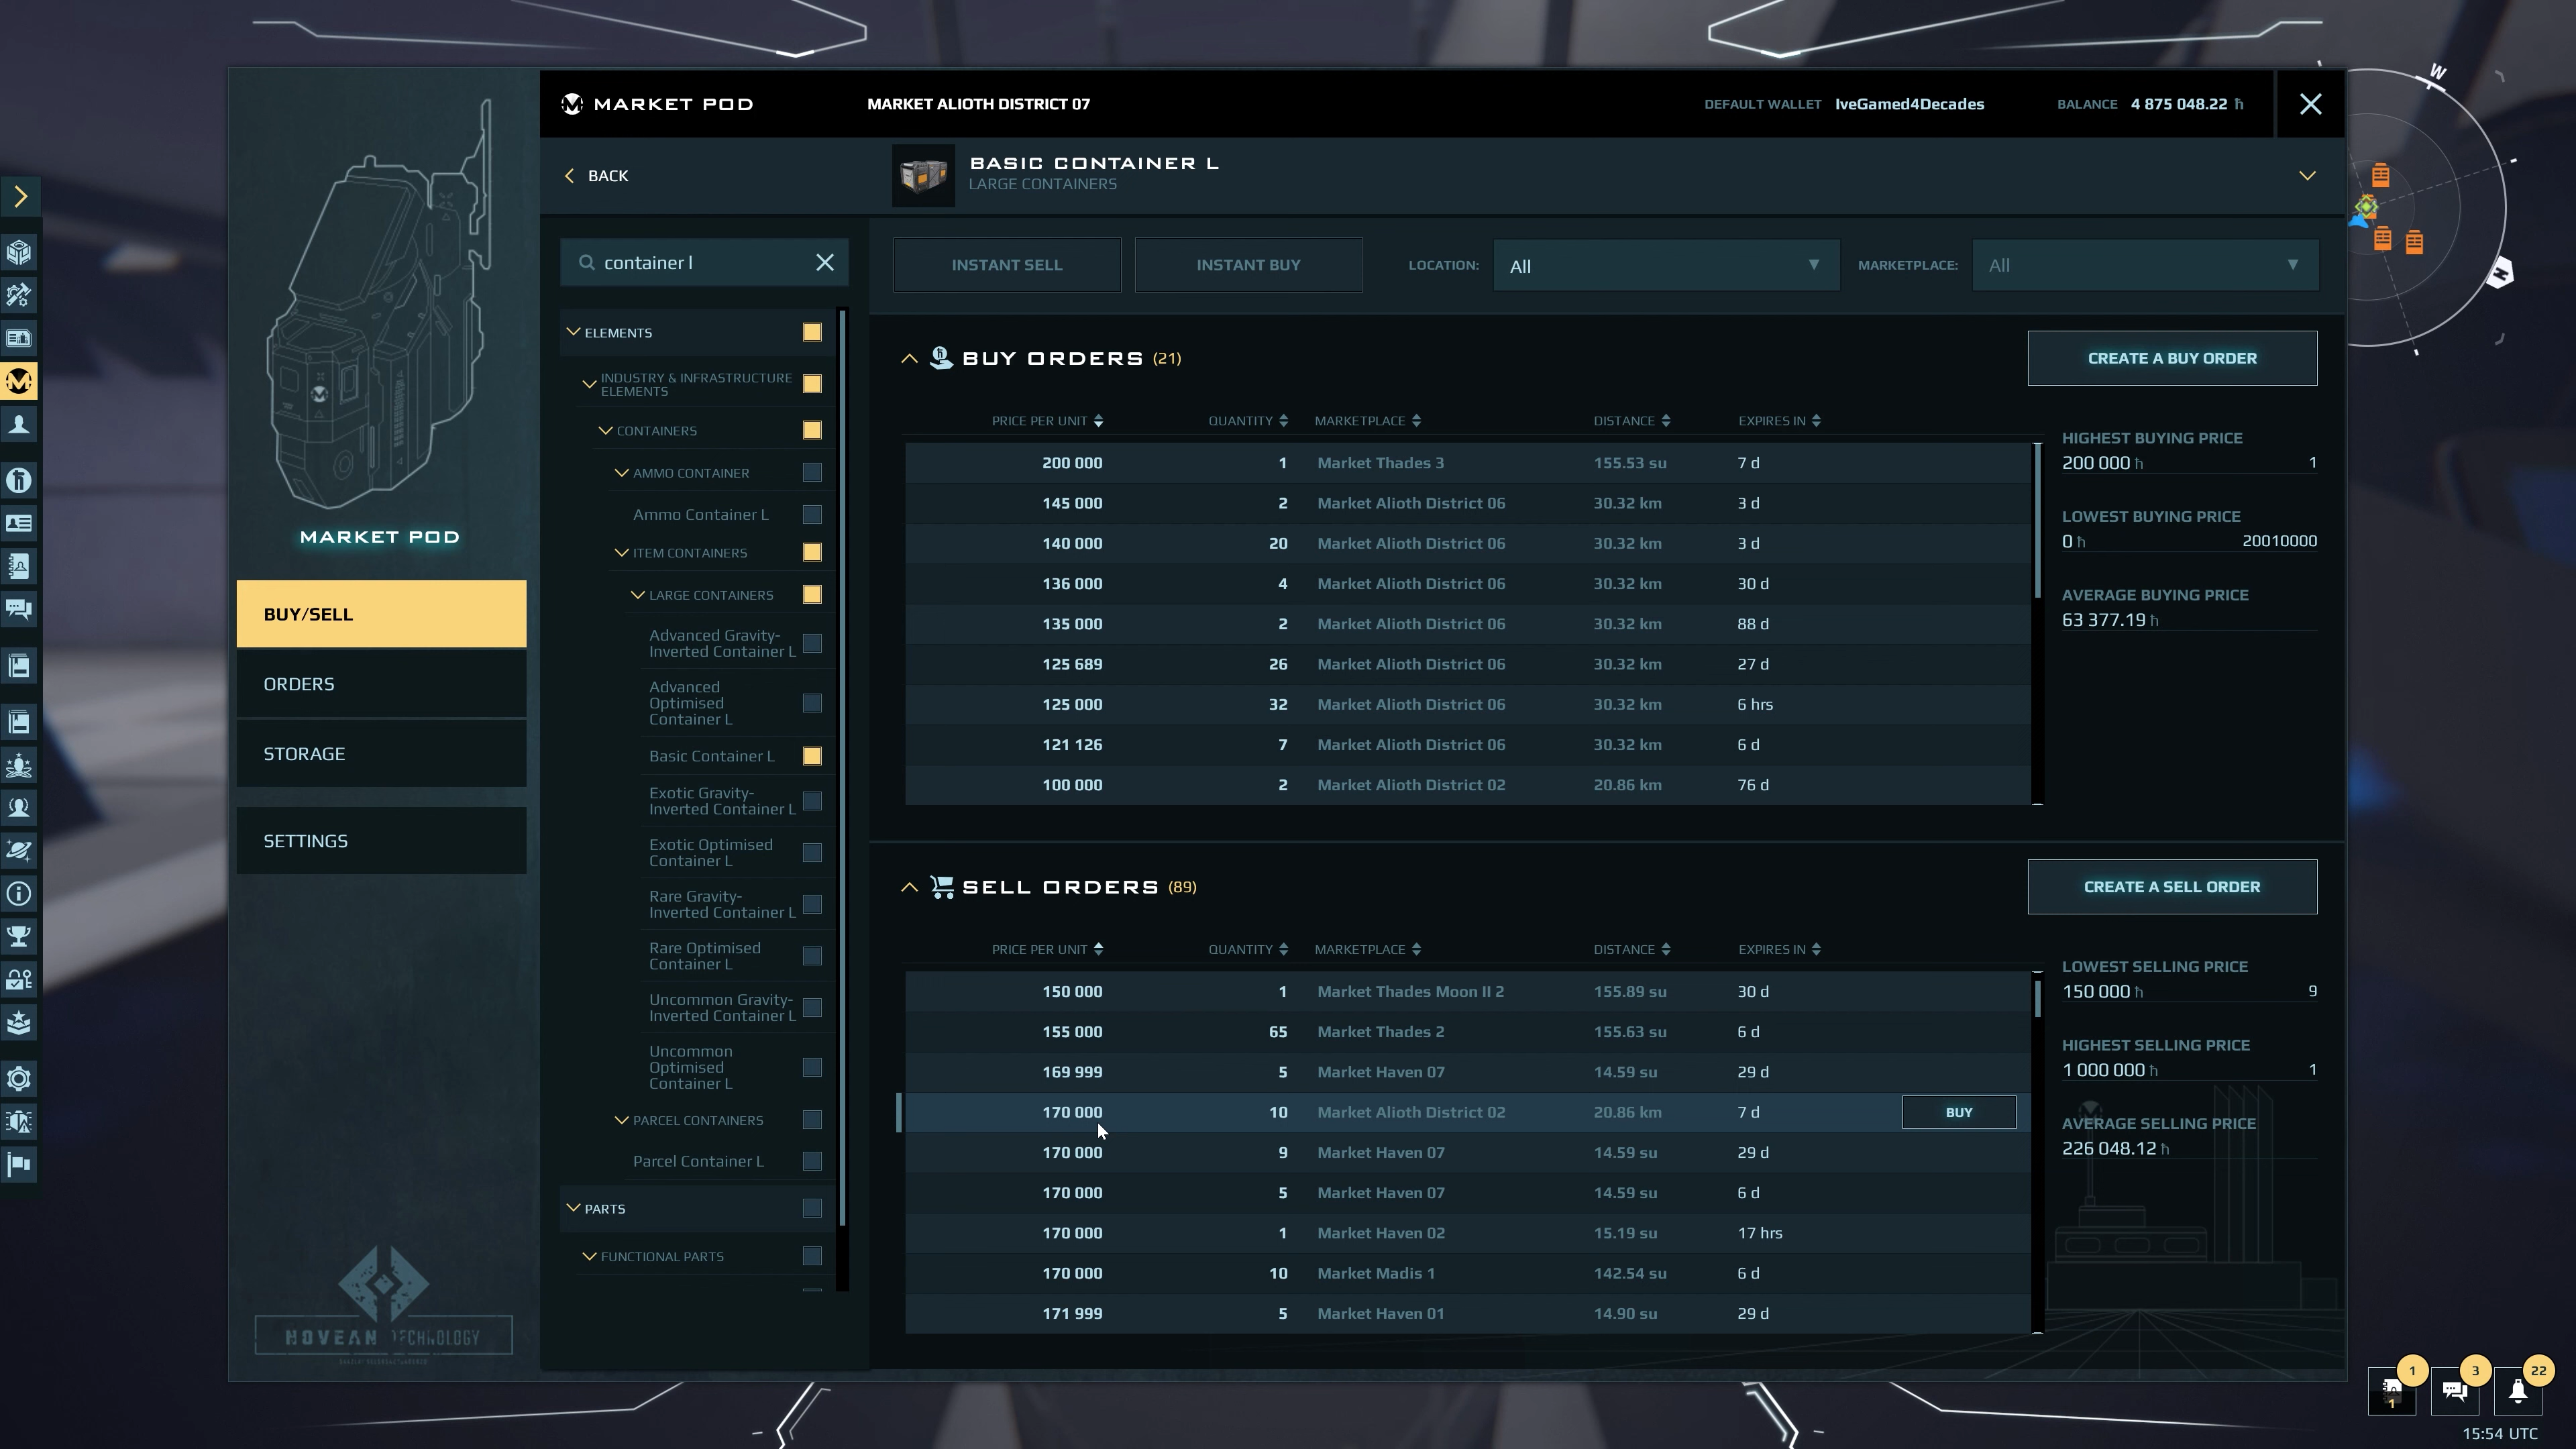 MARKET POD
MARKET ALIOTH DISTRICT 07
DEFAULT WALLET IveGamed4Decades
BALANCE 4 875 048.22 ħ
W
N
BACK
BASIC CONTAINER L
LARGE CONTAINERS
container l
INSTANT SELL
INSTANT BUY
LOCATION: All
MARKETPLACE: All
MARKET POD
BUY/SELL
ORDERS
STORAGE
SETTINGS
NOVEAN TECHNOLOGY
ELEMENTS
INDUSTRY & INFRASTRUCTURE
ELEMENTS
CONTAINERS
AMMO CONTAINER
Ammo Container L
ITEM CONTAINERS
LARGE CONTAINERS
Advanced Gravity-
Inverted Container L
Advanced
Optimised
Container L
Basic Container L
Exotic Gravity-
Inverted Container L
Exotic Optimised
Container L
Rare Gravity-
Inverted Container L
Rare Optimised
Container L
Uncommon Gravity-
Inverted Container L
Uncommon
Optimised
Container L
PARCEL CONTAINERS
Parcel Container L
PARTS
FUNCTIONAL PARTS
BUY ORDERS (21)
CREATE A BUY ORDER
PRICE PER UNIT QUANTITY MARKETPLACE DISTANCE EXPIRES IN
200 000 1 Market Thades 3 155.53 su 7 d
145 000 2 Market Alioth District 06 30.32 km 3 d
140 000 20 Market Alioth District 06 30.32 km 3 d
136 000 4 Market Alioth District 06 30.32 km 30 d
135 000 2 Market Alioth District 06 30.32 km 88 d
125 689 26 Market Alioth District 06 30.32 km 27 d
125 000 32 Market Alioth District 06 30.32 km 6 hrs
121 126 7 Market Alioth District 06 30.32 km 6 d
100 000 2 Market Alioth District 02 20.86 km 76 d
HIGHEST BUYING PRICE
200 000 ħ 1
LOWEST BUYING PRICE
0 ħ 20010000
AVERAGE BUYING PRICE
63 377.19 ħ
SELL ORDERS (89)
CREATE A SELL ORDER
PRICE PER UNIT QUANTITY MARKETPLACE DISTANCE EXPIRES IN
150 000 1 Market Thades Moon II 2 155.89 su 30 d
155 000 65 Market Thades 2 155.63 su 6 d
169 999 5 Market Haven 07 14.59 su 29 d
170 000 10 Market Alioth District 02 20.86 km 7 d BUY
170 000 9 Market Haven 07 14.59 su 29 d
170 000 5 Market Haven 07 14.59 su 6 d
170 000 1 Market Haven 02 15.19 su 17 hrs
170 000 10 Market Madis 1 142.54 su 6 d
171 999 5 Market Haven 01 14.90 su 29 d
LOWEST SELLING PRICE
150 000 ħ 9
HIGHEST SELLING PRICE
1 000 000 ħ 1
AVERAGE SELLING PRICE
226 048.12 ħ
1
3
22
1
15:54 UTC